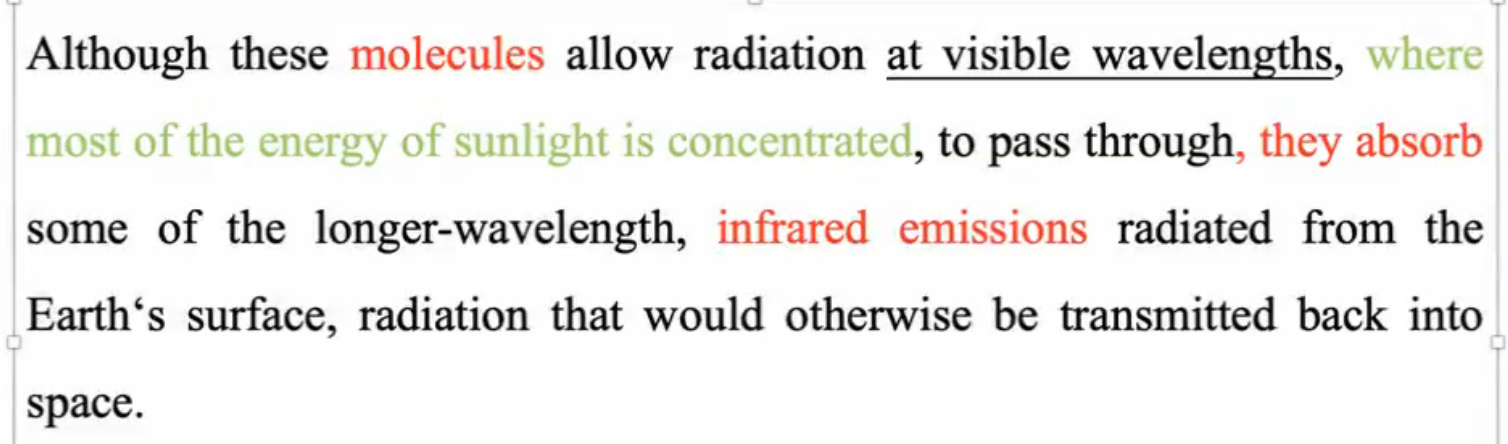 Although these molecules allow radiation at visible wavelengths, where
most of the energy of sunlight is concentrated, to pass through, they absorb
some of the longer-wavelength, infrared emissions radiated from the
Earth‘s surface, radiation that would otherwise be transmitted back into
space.